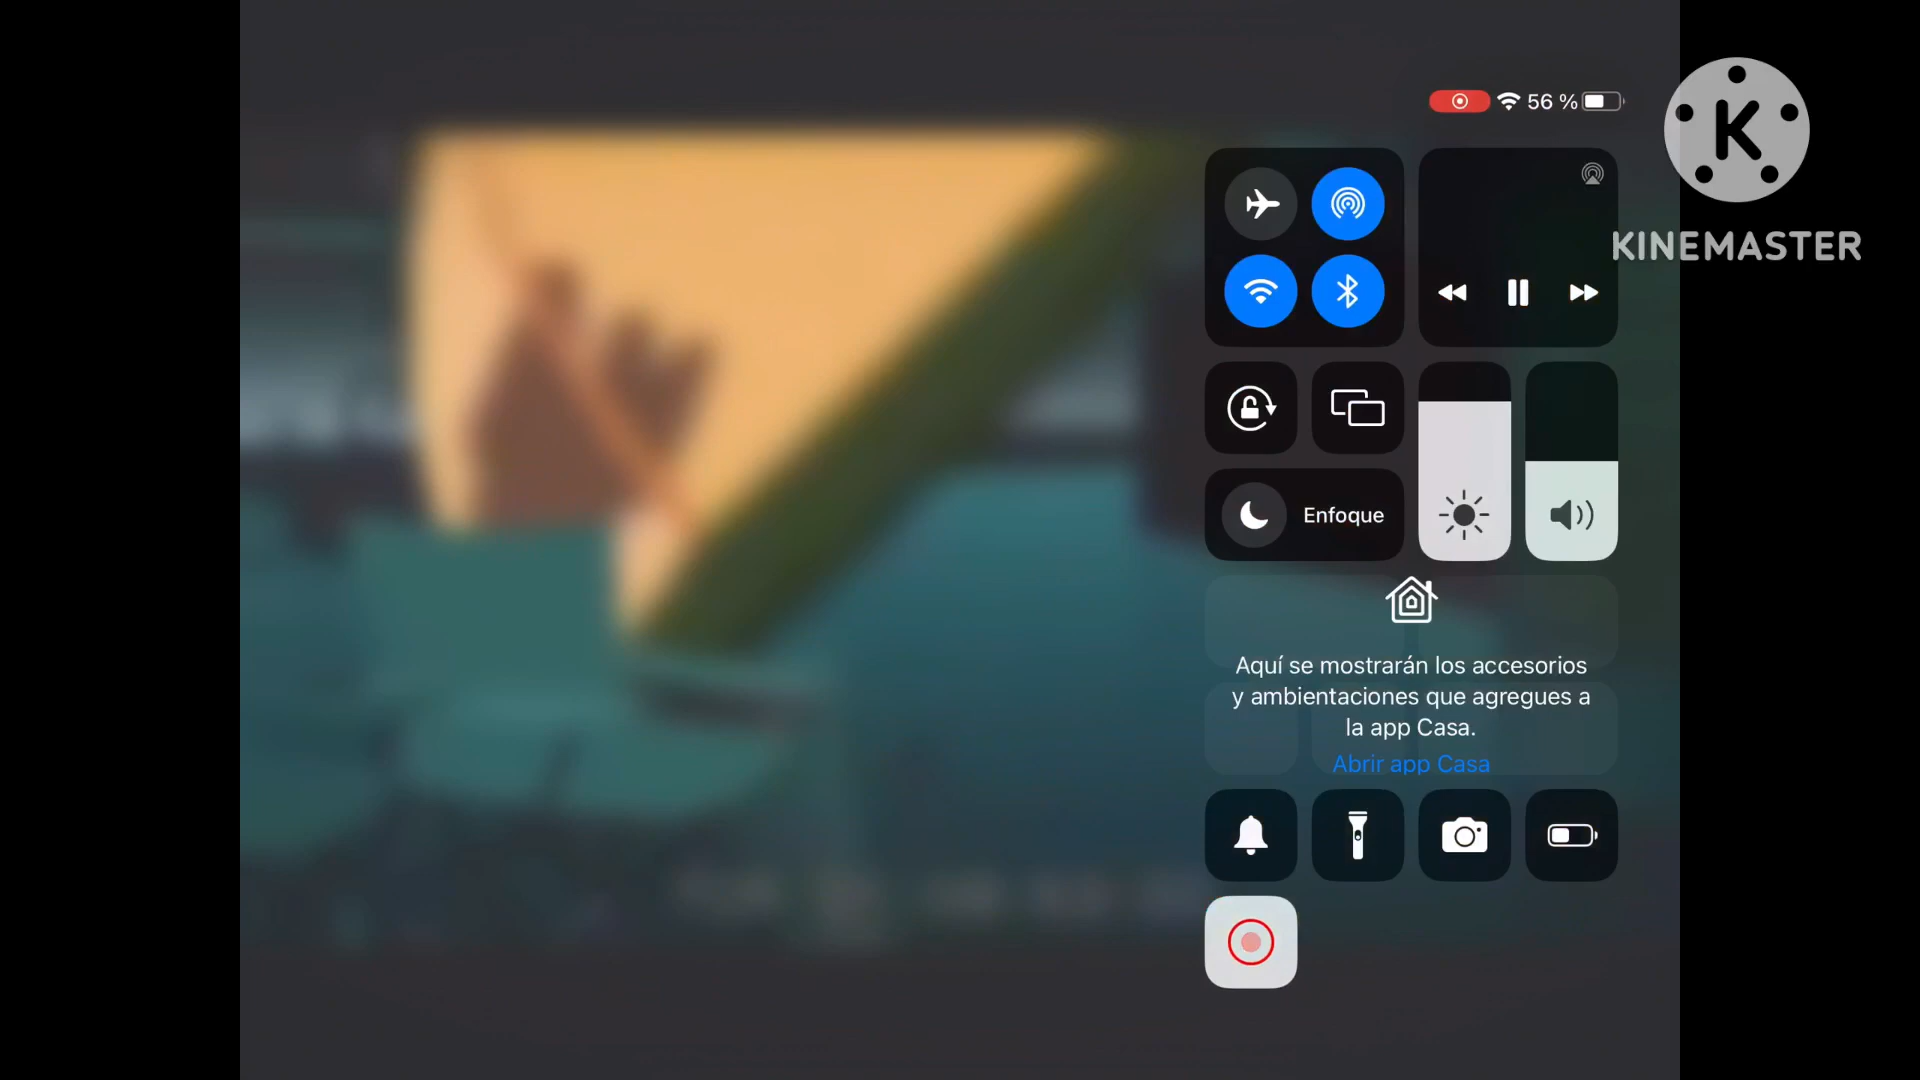 56 %
K
KINEMASTER
Enfoque
Aquí se mostrarán los accesorios
y ambientaciones que agregues a
la app Casa.
Abrir app Casa